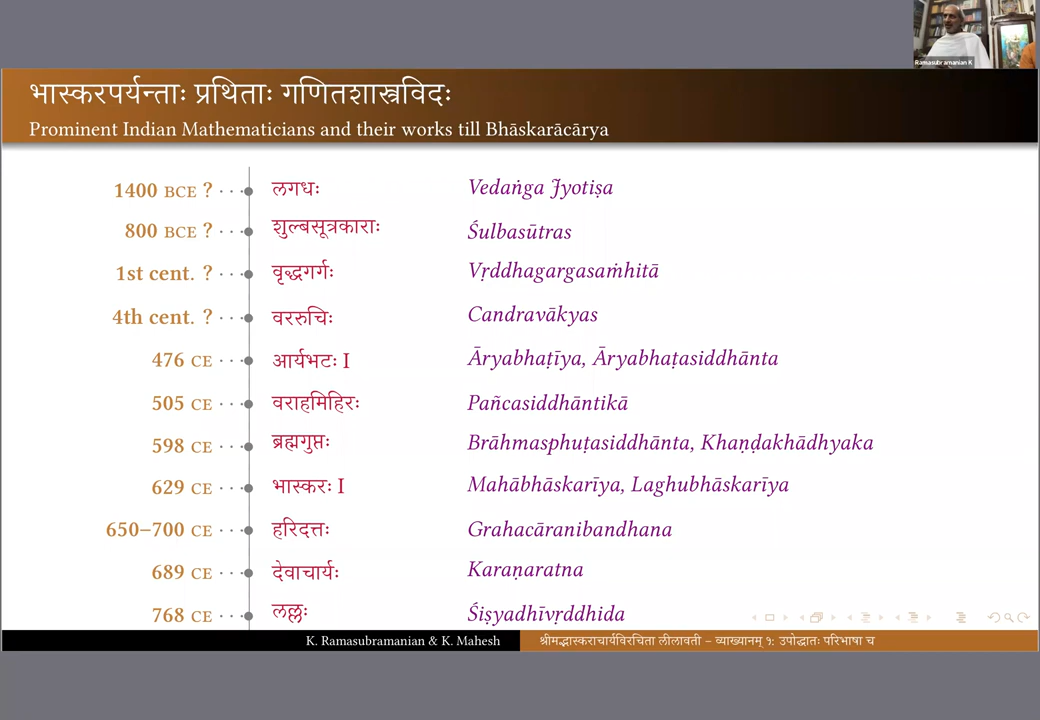 Ramasubramanian K
भास्करपर्यन्ताः प्रथिताः गणितशास्त्रविदः
Prominent Indian Mathematicians and their works till Bhāskarācārya
1400 BCE ? लगधः Vedaṅga Jyotiṣa
800 BCE ? शुल्बसूत्रकाराः Śulbasūtras
1st cent. ? वृद्धगर्गः Vṛddhagargasaṁhitā
4th cent. ? वररुचिः Candravākyas
476 CE आर्यभटः I Āryabhaṭīya, Āryabhaṭasiddhānta
505 CE वराहमिहिरः Pañcasiddhāntikā
598 CE ब्रह्मगुप्तः Brāhmasphuṭasiddhānta, Khaṇḍakhādhyaka
629 CE भास्करः I Mahābhāskarīya, Laghubhāskarīya
650–700 CE हरिदत्तः Grahacāranibandhana
689 CE देवाचार्यः Karaṇaratna
768 CE लल्लः Śiṣyadhīvṛddhida
K. Ramasubramanian & K. Mahesh श्रीमद्भास्कराचार्यविरचिता लीलावती – व्याख्यानम् १: उपोद्घातः परिभाषा च